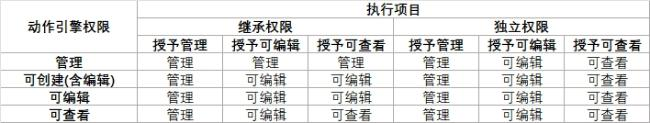 动作引擎权限 执行项目
继承权限 独立权限
授予管理 授予可编辑 授予可查看 授予管理 授予可编辑 授予可查看
管理 管理 管理 管理 管理 可编辑 可查看
可创建(含编辑) 管理 可编辑 可编辑 管理 可编辑 可查看
可编辑 管理 可编辑 可编辑 管理 可编辑 可查看
可查看 管理 可编辑 可查看 管理 可编辑 可查看